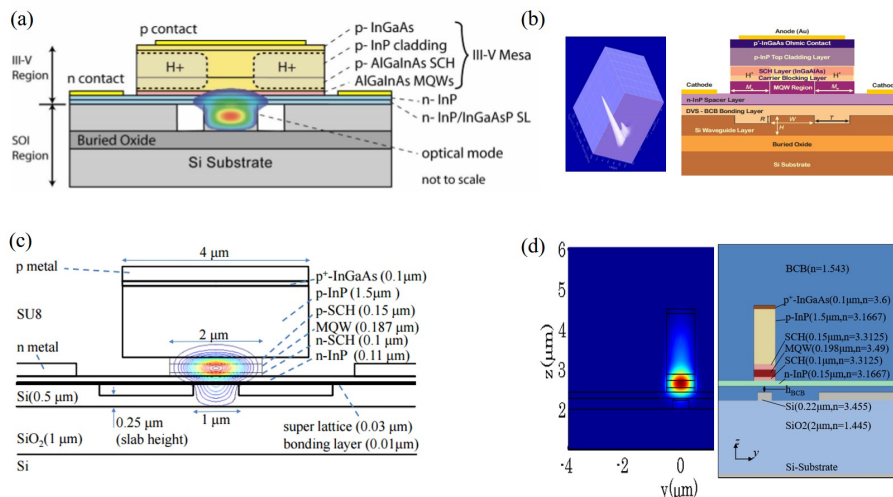 (a)
p contact
p- InGaAs
p- InP cladding
p- AlGaInAs SCH
AlGaInAs MQWs
III-V Mesa
III-V
Region
H+
H+
n contact
n- InP
n- InP/InGaAsP SL
SOI
Region
Buried Oxide
optical mode
Si Substrate
not to scale
(b)
Anode (Au)
p⁺-InGaAs Ohmic Contact
p-InP Top Cladding Layer
SCH Layer (InGaAlAs)
Carrier Blocking Layer
H⁺
H⁺
Cathode
Cathode
MQW Region
n-InP Spacer Layer
DVS - BCB Bonding Layer
R
W
T
Si Waveguide Layer
H
Buried Oxide
Si Substrate
(c)
4 μm
p metal
p⁺-InGaAs (0.1μm)
p-InP (1.5μm )
SU8
p-SCH (0.15 μm)
MQW (0.187 μm)
2 μm
n-SCH (0.1 μm)
n metal
n-InP (0.11 μm)
Si(0.5 μm)
0.25 μm
(slab height)
1 μm
super lattice (0.03 μm)
SiO₂(1 μm)
bonding layer (0.01μm)
Si
(d)
6
5
4
3
2
1
z(μm)
-4
-2
0
2
y(μm)
BCB(n=1.543)
p⁺-InGaAs(0.1μm,n=3.6)
p-InP(1.5μm,n=3.1667)
SCH(0.15μm,n=3.3125)
MQW(0.198μm,n=3.49)
SCH(0.1μm,n=3.3125)
n-InP(0.15μm,n=3.1667)
h_BCB
Si(0.22μm,n=3.455)
SiO2(2μm,n=1.445)
z
y
Si-Substrate